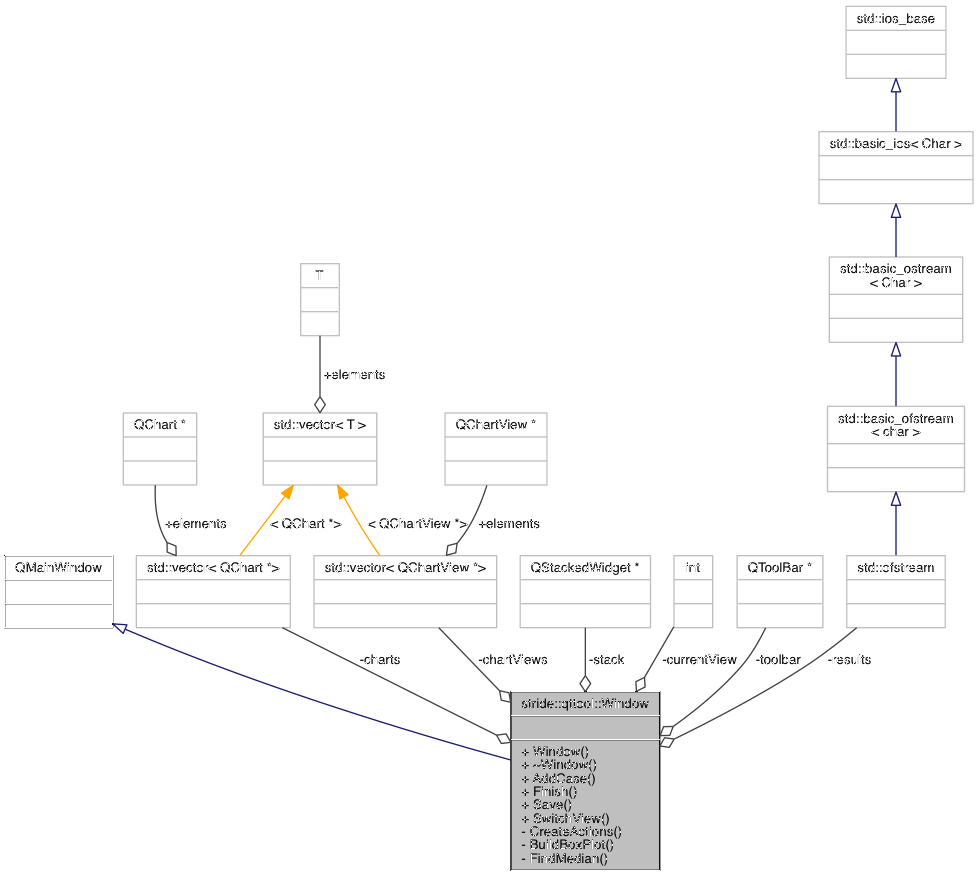 std::ios_base
std::basic_ios< Char >
std::basic_ostream
< Char >
T
+elements
QChart *
std::vector< T >
QChartView *
std::basic_ofstream
< char >
+elements
< QChart *>
< QChartView *>
+elements
QMainWindow
std::vector< QChart *>
std::vector< QChartView *>
QStackedWidget *
int
QToolBar *
std::ofstream
-charts
-chartViews
-stack
-currentView
-toolbar
-results
stride::qttool::Window
+ Window()
+ ~Window()
+ AddCase()
+ Finish()
+ Save()
+ SwitchView()
- CreateActions()
- BuildBoxPlot()
- FindMedian()